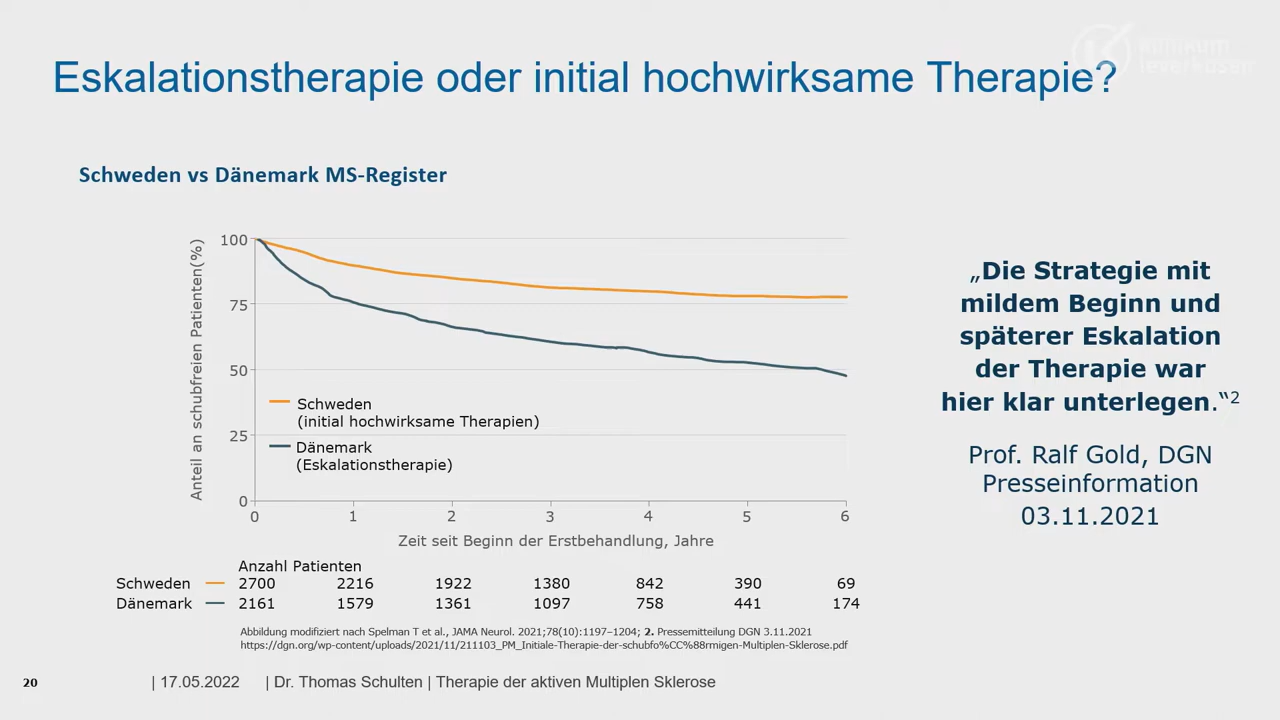 klinikum
leverkusen
Eskalationstherapie oder initial hochwirksame Therapie?
Schweden vs Dänemark MS-Register
Anteil an schubfreien Patienten(%)
100
75
50
25
0
Schweden
(initial hochwirksame Therapien)
Dänemark
(Eskalationstherapie)
0 1 2 3 4 5 6
Zeit seit Beginn der Erstbehandlung, Jahre
Anzahl Patienten
Schweden 2700 2216 1922 1380 842 390 69
Dänemark 2161 1579 1361 1097 758 441 174
„Die Strategie mit
mildem Beginn und
späterer Eskalation
der Therapie war
hier klar unterlegen.“2
Prof. Ralf Gold, DGN
Presseinformation
03.11.2021
Abbildung modifiziert nach Spelman T et al., JAMA Neurol. 2021;78(10):1197–1204; 2. Pressemitteilung DGN 3.11.2021
https://dgn.org/wp-content/uploads/2021/11/211103_PM_Initiale-Therapie-der-schubfo%CC%88rmigen-Multiplen-Sklerose.pdf
20 | 17.05.2022 | Dr. Thomas Schulten | Therapie der aktiven Multiplen Sklerose